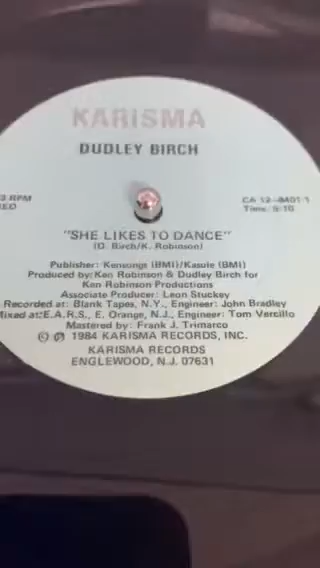 KARISMA
DUDLEY BIRCH
3 RPM
CA 12-8401-1
Time: 5:10
"SHE LIKES TO DANCE"
(D. Birch/K. Robinson)
Publisher: Kensongs (BMI)/Kasule (BMI)
Produced by: Ken Robinson & Dudley Birch for
Ken Robinson Productions
Associate Producer: Leon Stuckey
Recorded at: Blank Tapes, N.Y., Engineer: John Bradley
Mixed at: E.A.R.S., E. Orange, N.J., Engineer: Tom Vercillo
Mastered by: Frank J. Trimarco
© ℗ 1984 KARISMA RECORDS, INC.
KARISMA RECORDS
ENGLEWOOD, N.J. 07631